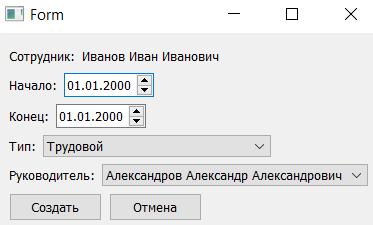 Form
Сотрудник: Иванов Иван Иванович
Начало: 01.01.2000
Конец: 01.01.2000
Тип: Трудовой
Руководитель: Александров Александр Александрович
Создать Отмена